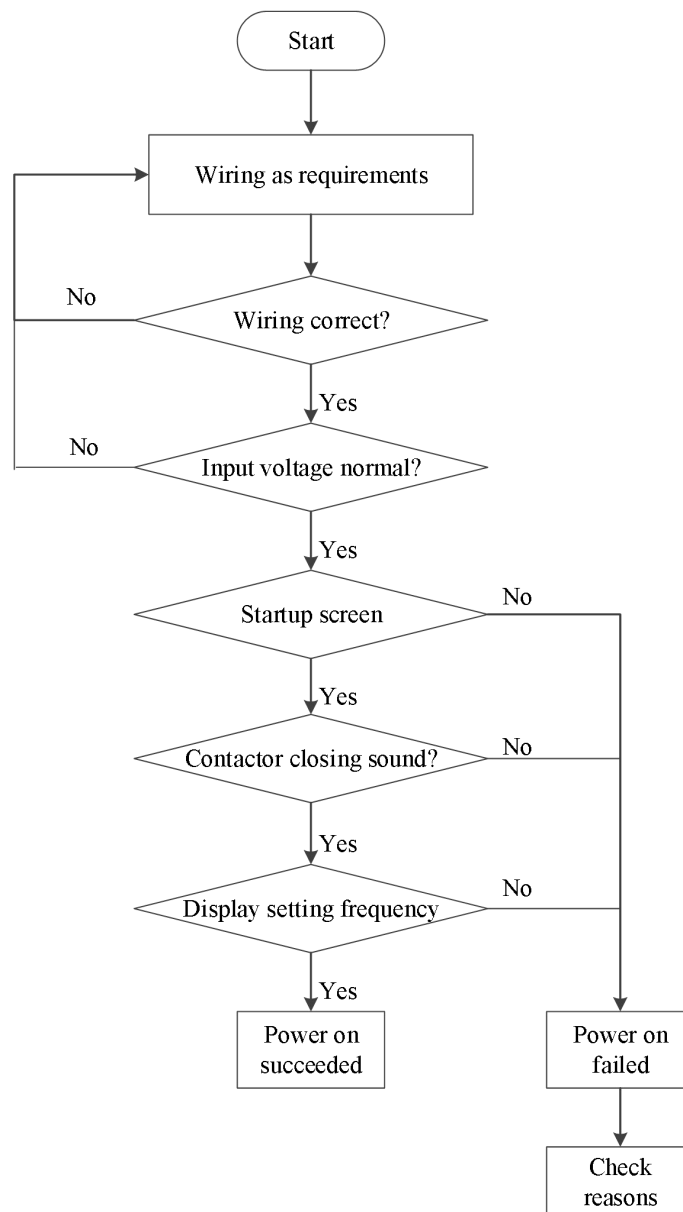 Start
Wiring as requirements
No
Wiring correct?
Yes
No
Input voltage normal?
Yes
Startup screen
No
Yes
Contactor closing sound?
No
Yes
Display setting frequency
No
Yes
Power on
succeeded
Power on
failed
Check
reasons